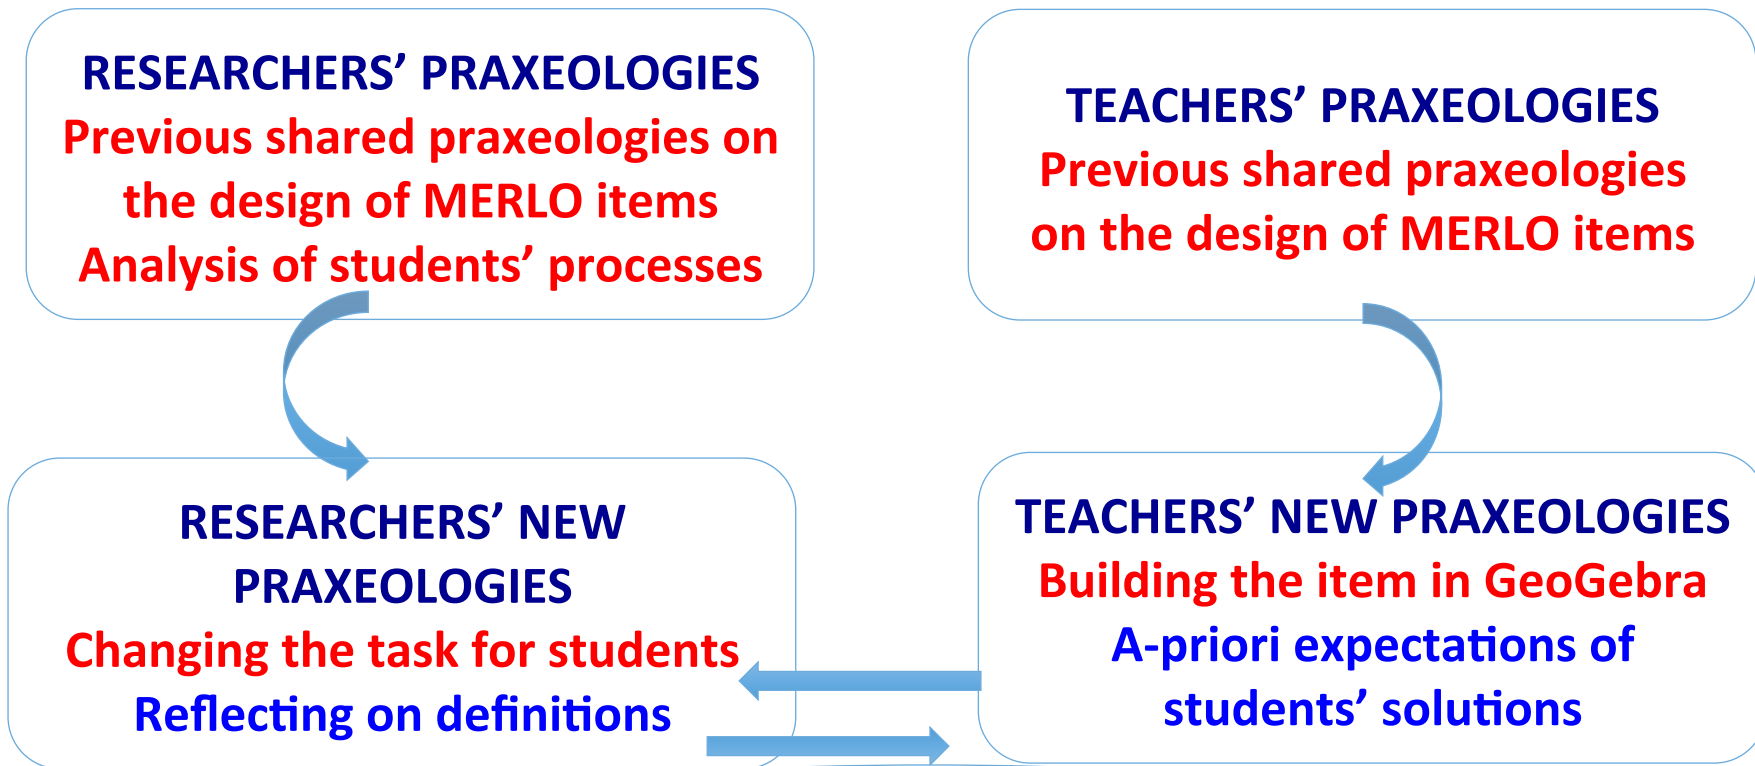 RESEARCHERS’ PRAXEOLOGIES
Previous shared praxeologies on
the design of MERLO items
Analysis of students’ processes
TEACHERS’ PRAXEOLOGIES
Previous shared praxeologies
on the design of MERLO items
RESEARCHERS’ NEW
PRAXEOLOGIES
Changing the task for students
Reflecting on definitions
TEACHERS’ NEW PRAXEOLOGIES
Building the item in GeoGebra
A-priori expectations of
students’ solutions